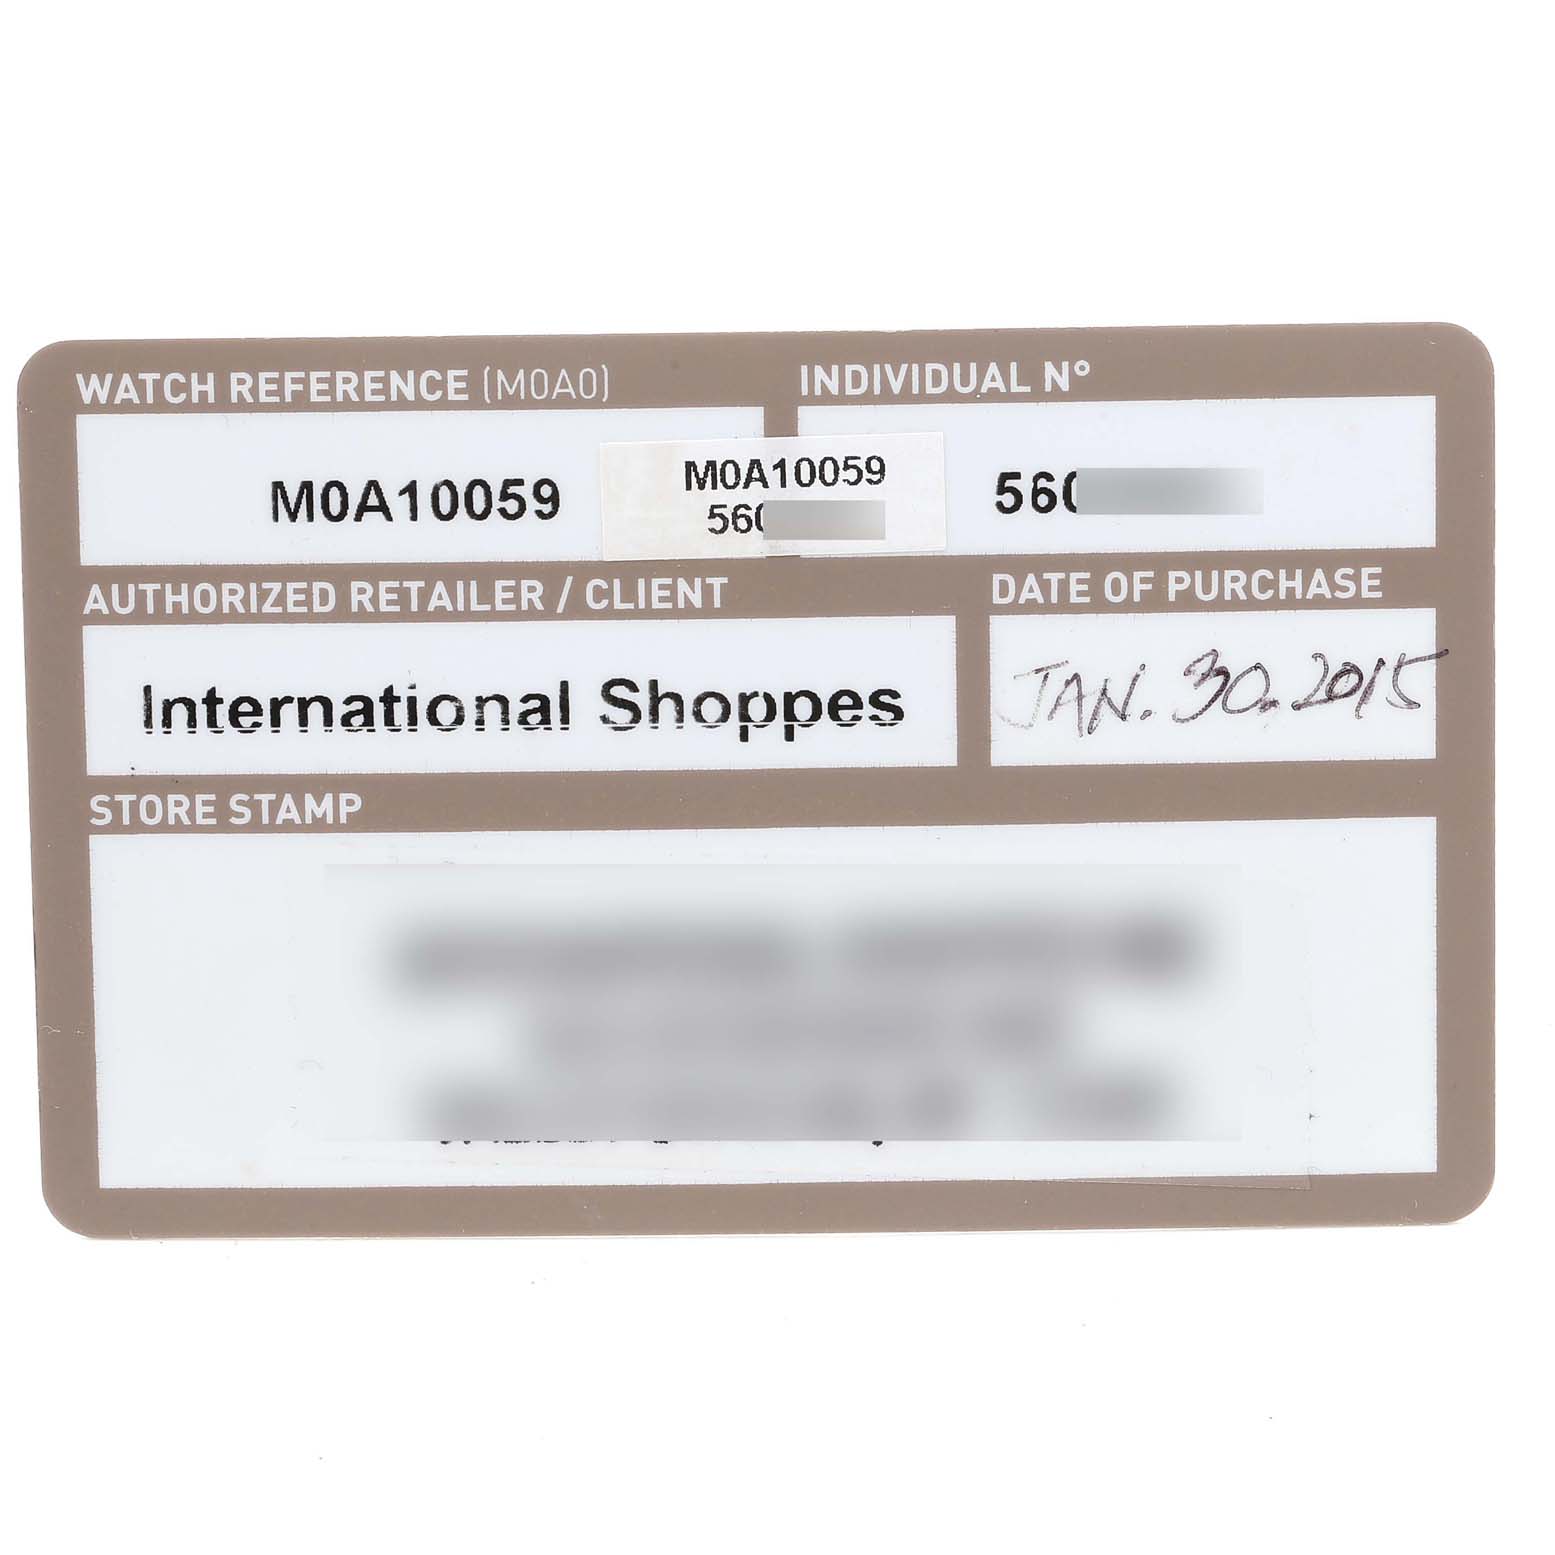 WATCH REFERENCE (M0A0)
INDIVIDUAL N°
M0A10059
M0A10059
560
560
AUTHORIZED RETAILER / CLIENT
DATE OF PURCHASE
International Shoppes
JAN. 30. 2015
STORE STAMP